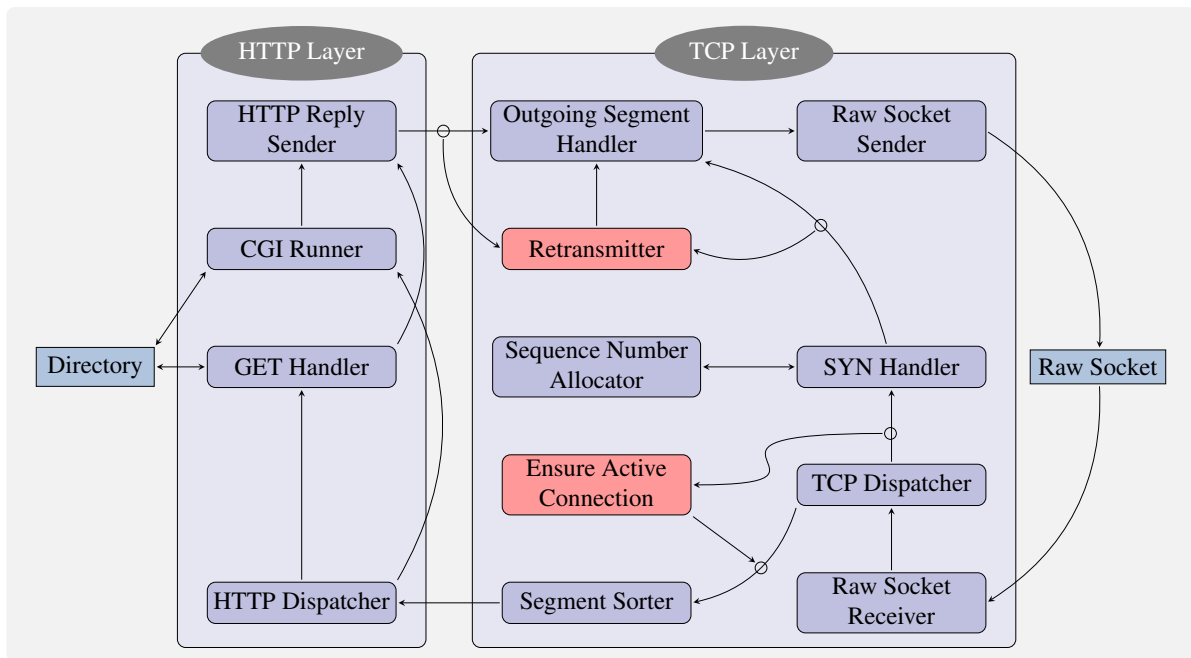 HTTP Layer
TCP Layer
HTTP Reply
Sender
Outgoing Segment
Handler
Raw Socket
Sender
CGI Runner
Retransmitter
Directory
GET Handler
Sequence Number
Allocator
SYN Handler
Raw Socket
Ensure Active
Connection
TCP Dispatcher
HTTP Dispatcher
Segment Sorter
Raw Socket
Receiver